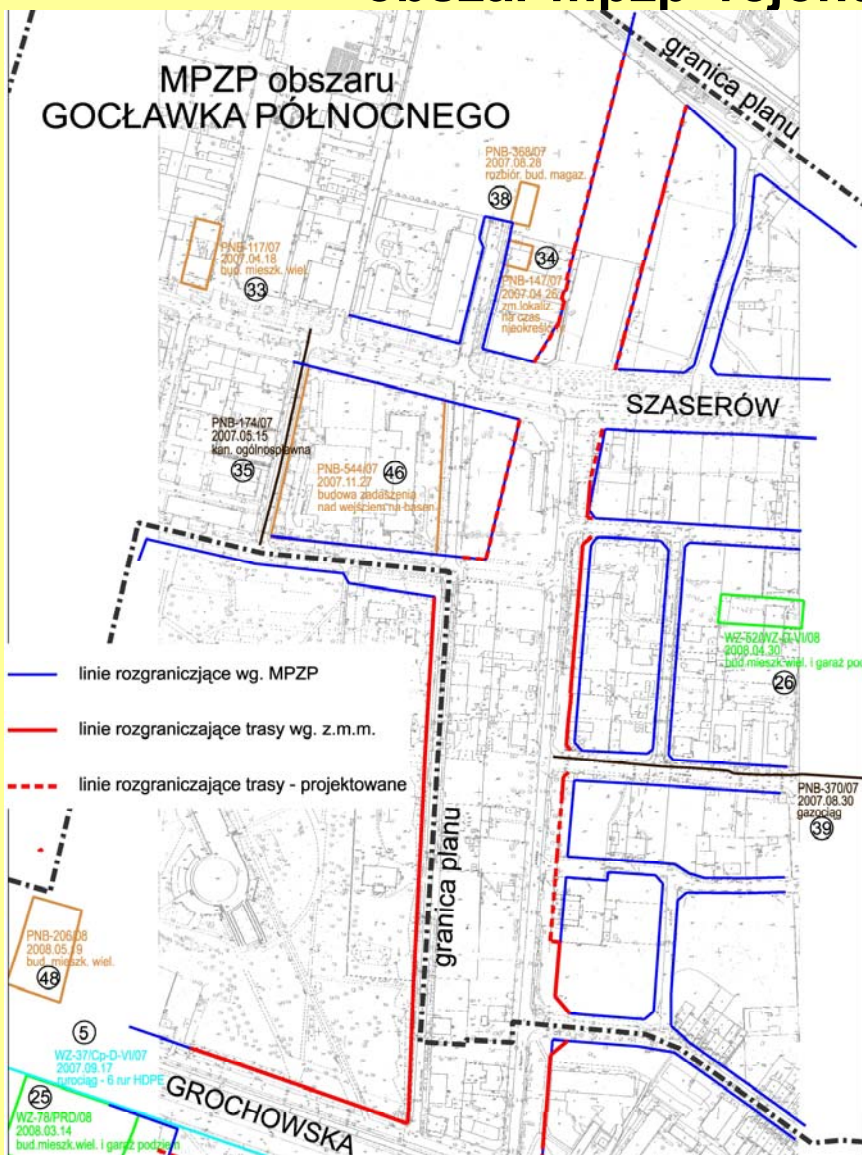 obszar mpzp rejonu
granica planu
MPZP obszaru
GOCŁAWKA PÓŁNOCNEGO
PNB-368/07
2007.08.28
rozbiór. bud. magaz.
38
PNB-117/07
2007.04.18
bud. mieszk. wiel.
33
34
PNB-147/07
2007.04.26
zm.lokaliz.
na czas
SZASERÓW
PNB-174/07
2007.05.15
kan. ogólnospławna
35
PNB-544/07
2007.11.27
budowa zadaszenia
nad wejściem na basen
46
WZ-520/WZ-D-VI/08
2008.04.30
bud.mieszk.wiel. i garaż
26
linie rozgraniczjące wg. MPZP
linie rozgraniczające trasy wg. z.m.m.
linie rozgraniczające trasy - projektowane
PNB-370/07
2007.08.30
gazociąg
39
granica planu
PNB-206/08
2008.05.19
bud. mieszk. wiel.
48
5
WZ-37/Cp-D-VI/07
2007.09.17
rurociąg - 6 rur HDPE
25
WZ-78/PRD/08
2008.03.14
bud.mieszk.wiel. i garaż podziem
GROCHOWSKA